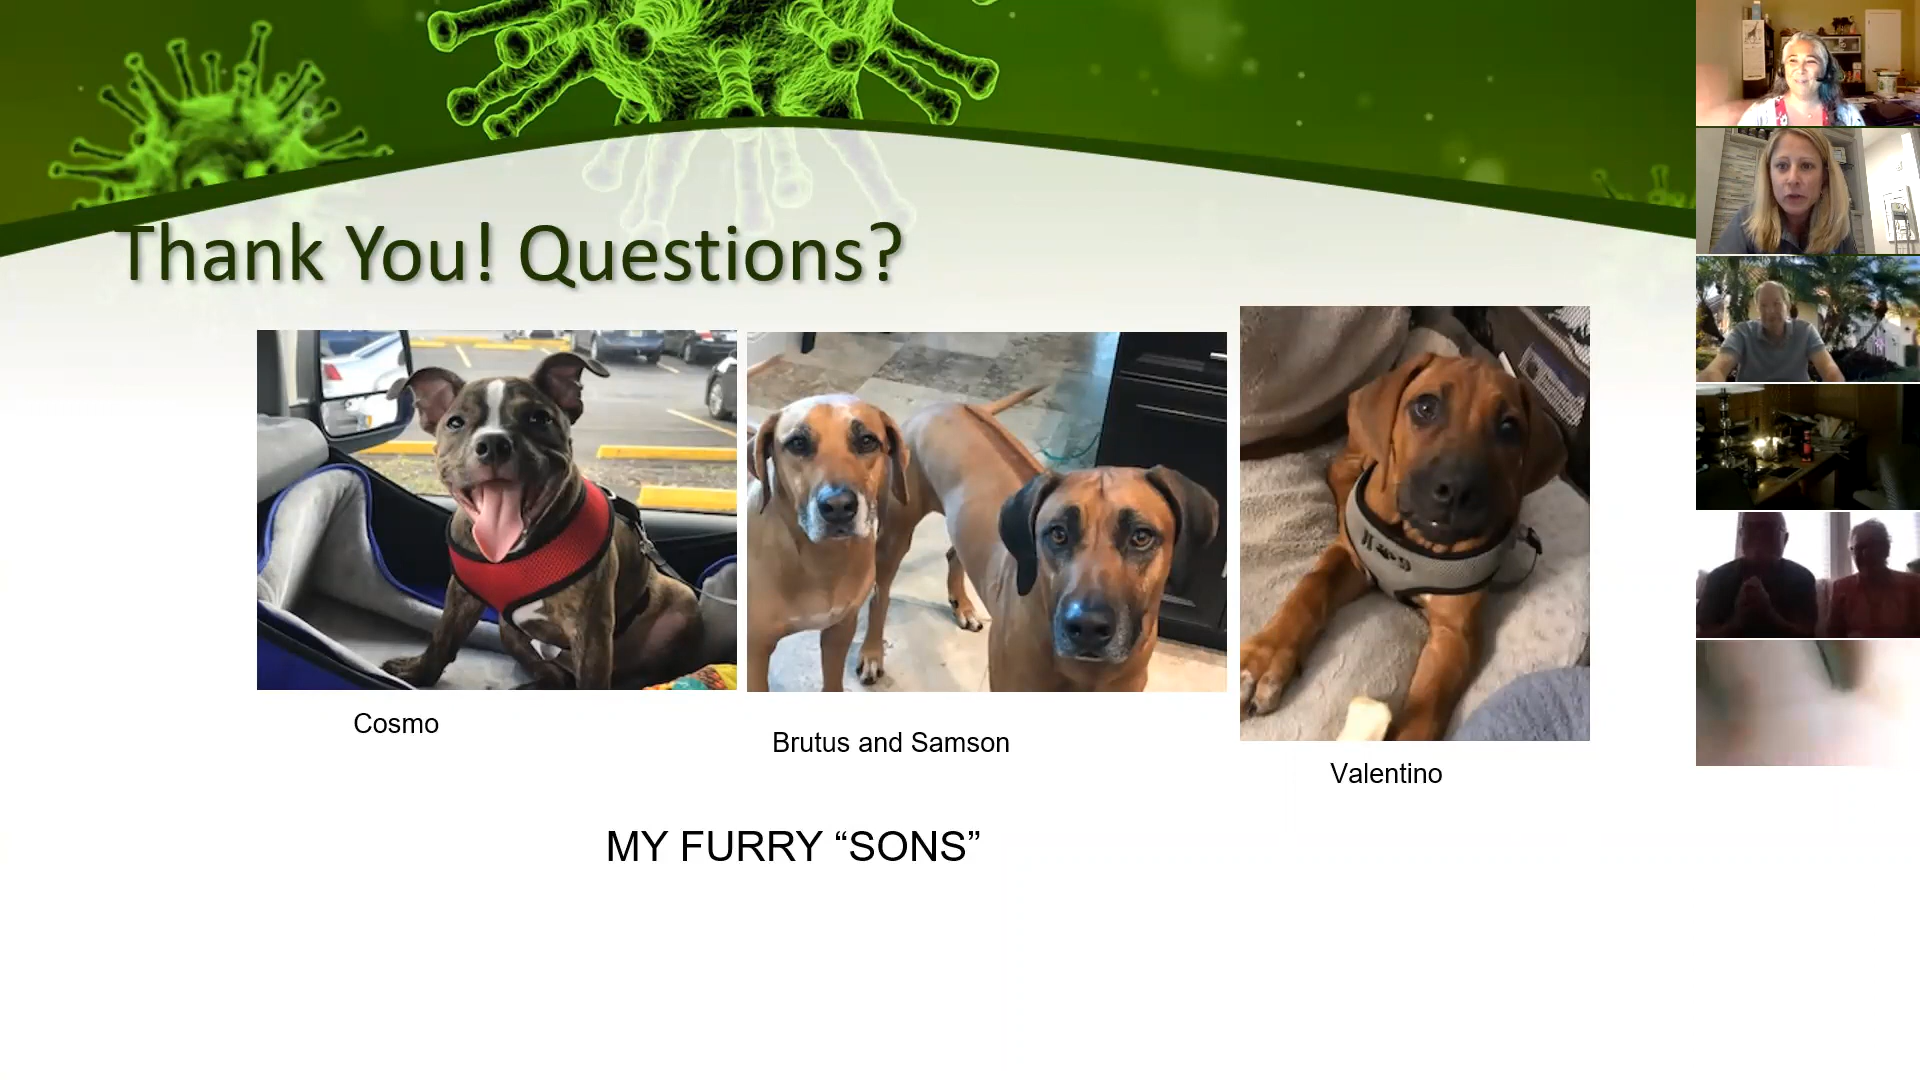 Thank You! Questions?
Cosmo
Brutus and Samson
Valentino
MY FURRY “SONS”